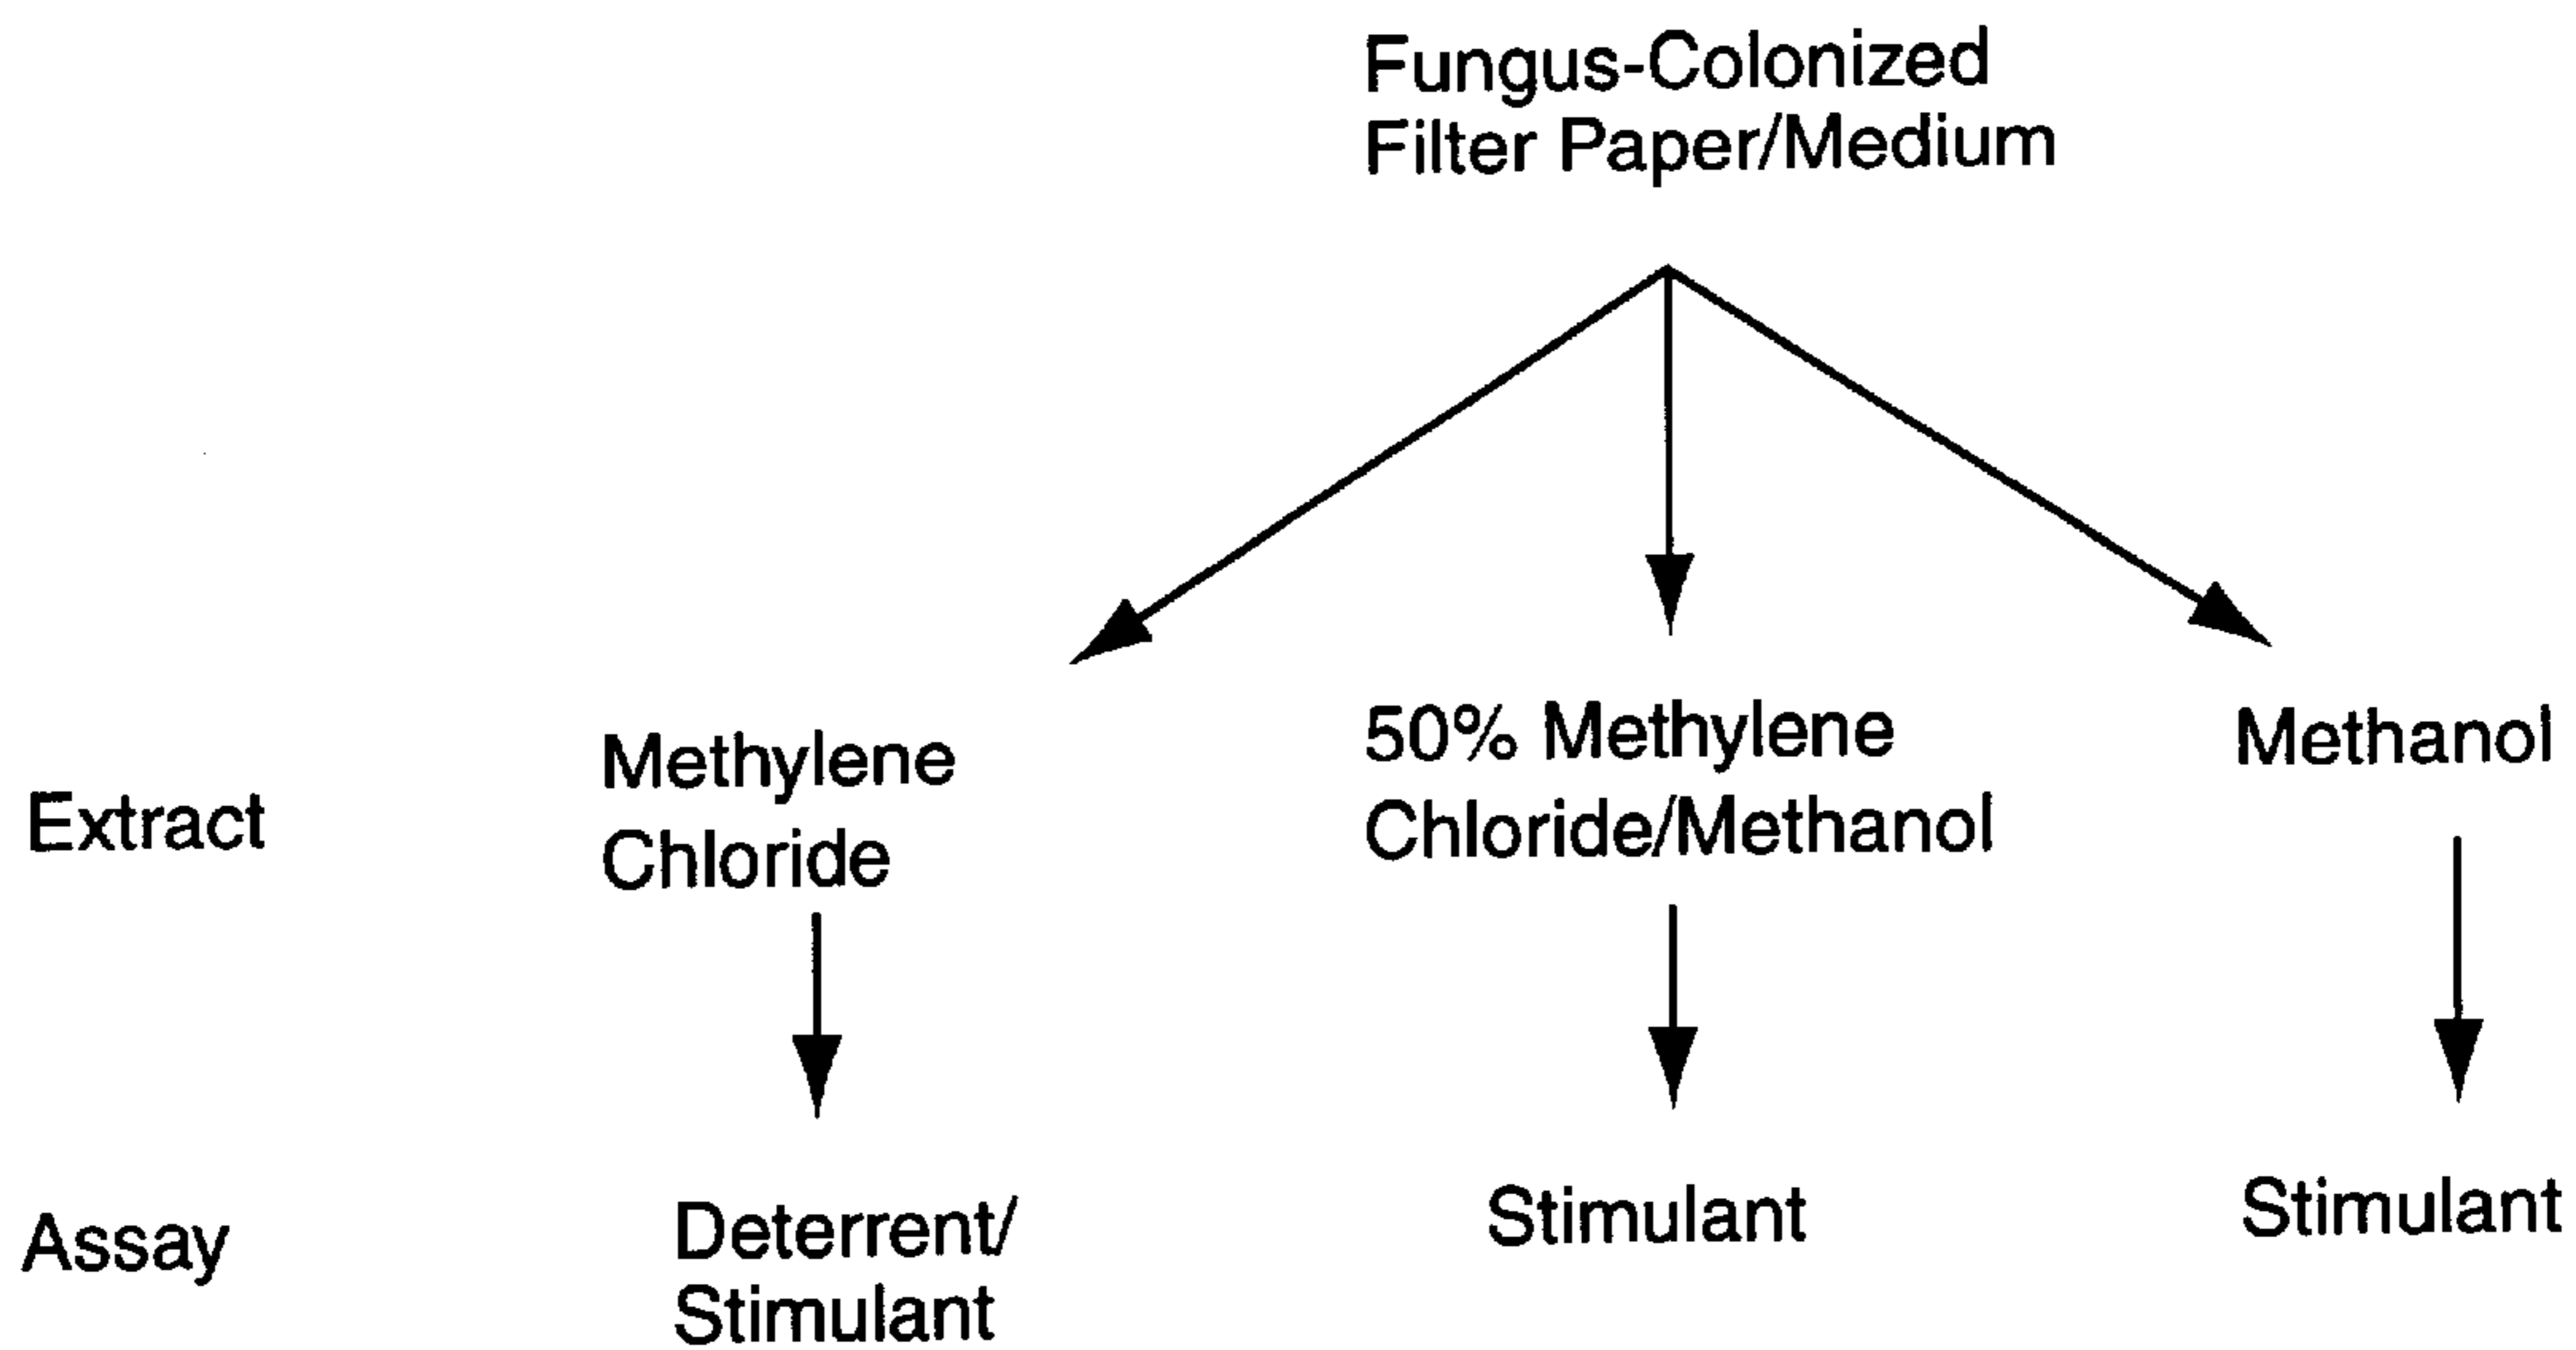 Fungus-Colonized
Filter Paper/Medium
Extract
Methylene
Chloride
50% Methylene
Chloride/Methanol
Methanol
Assay
Deterrent/
Stimulant
Stimulant
Stimulant